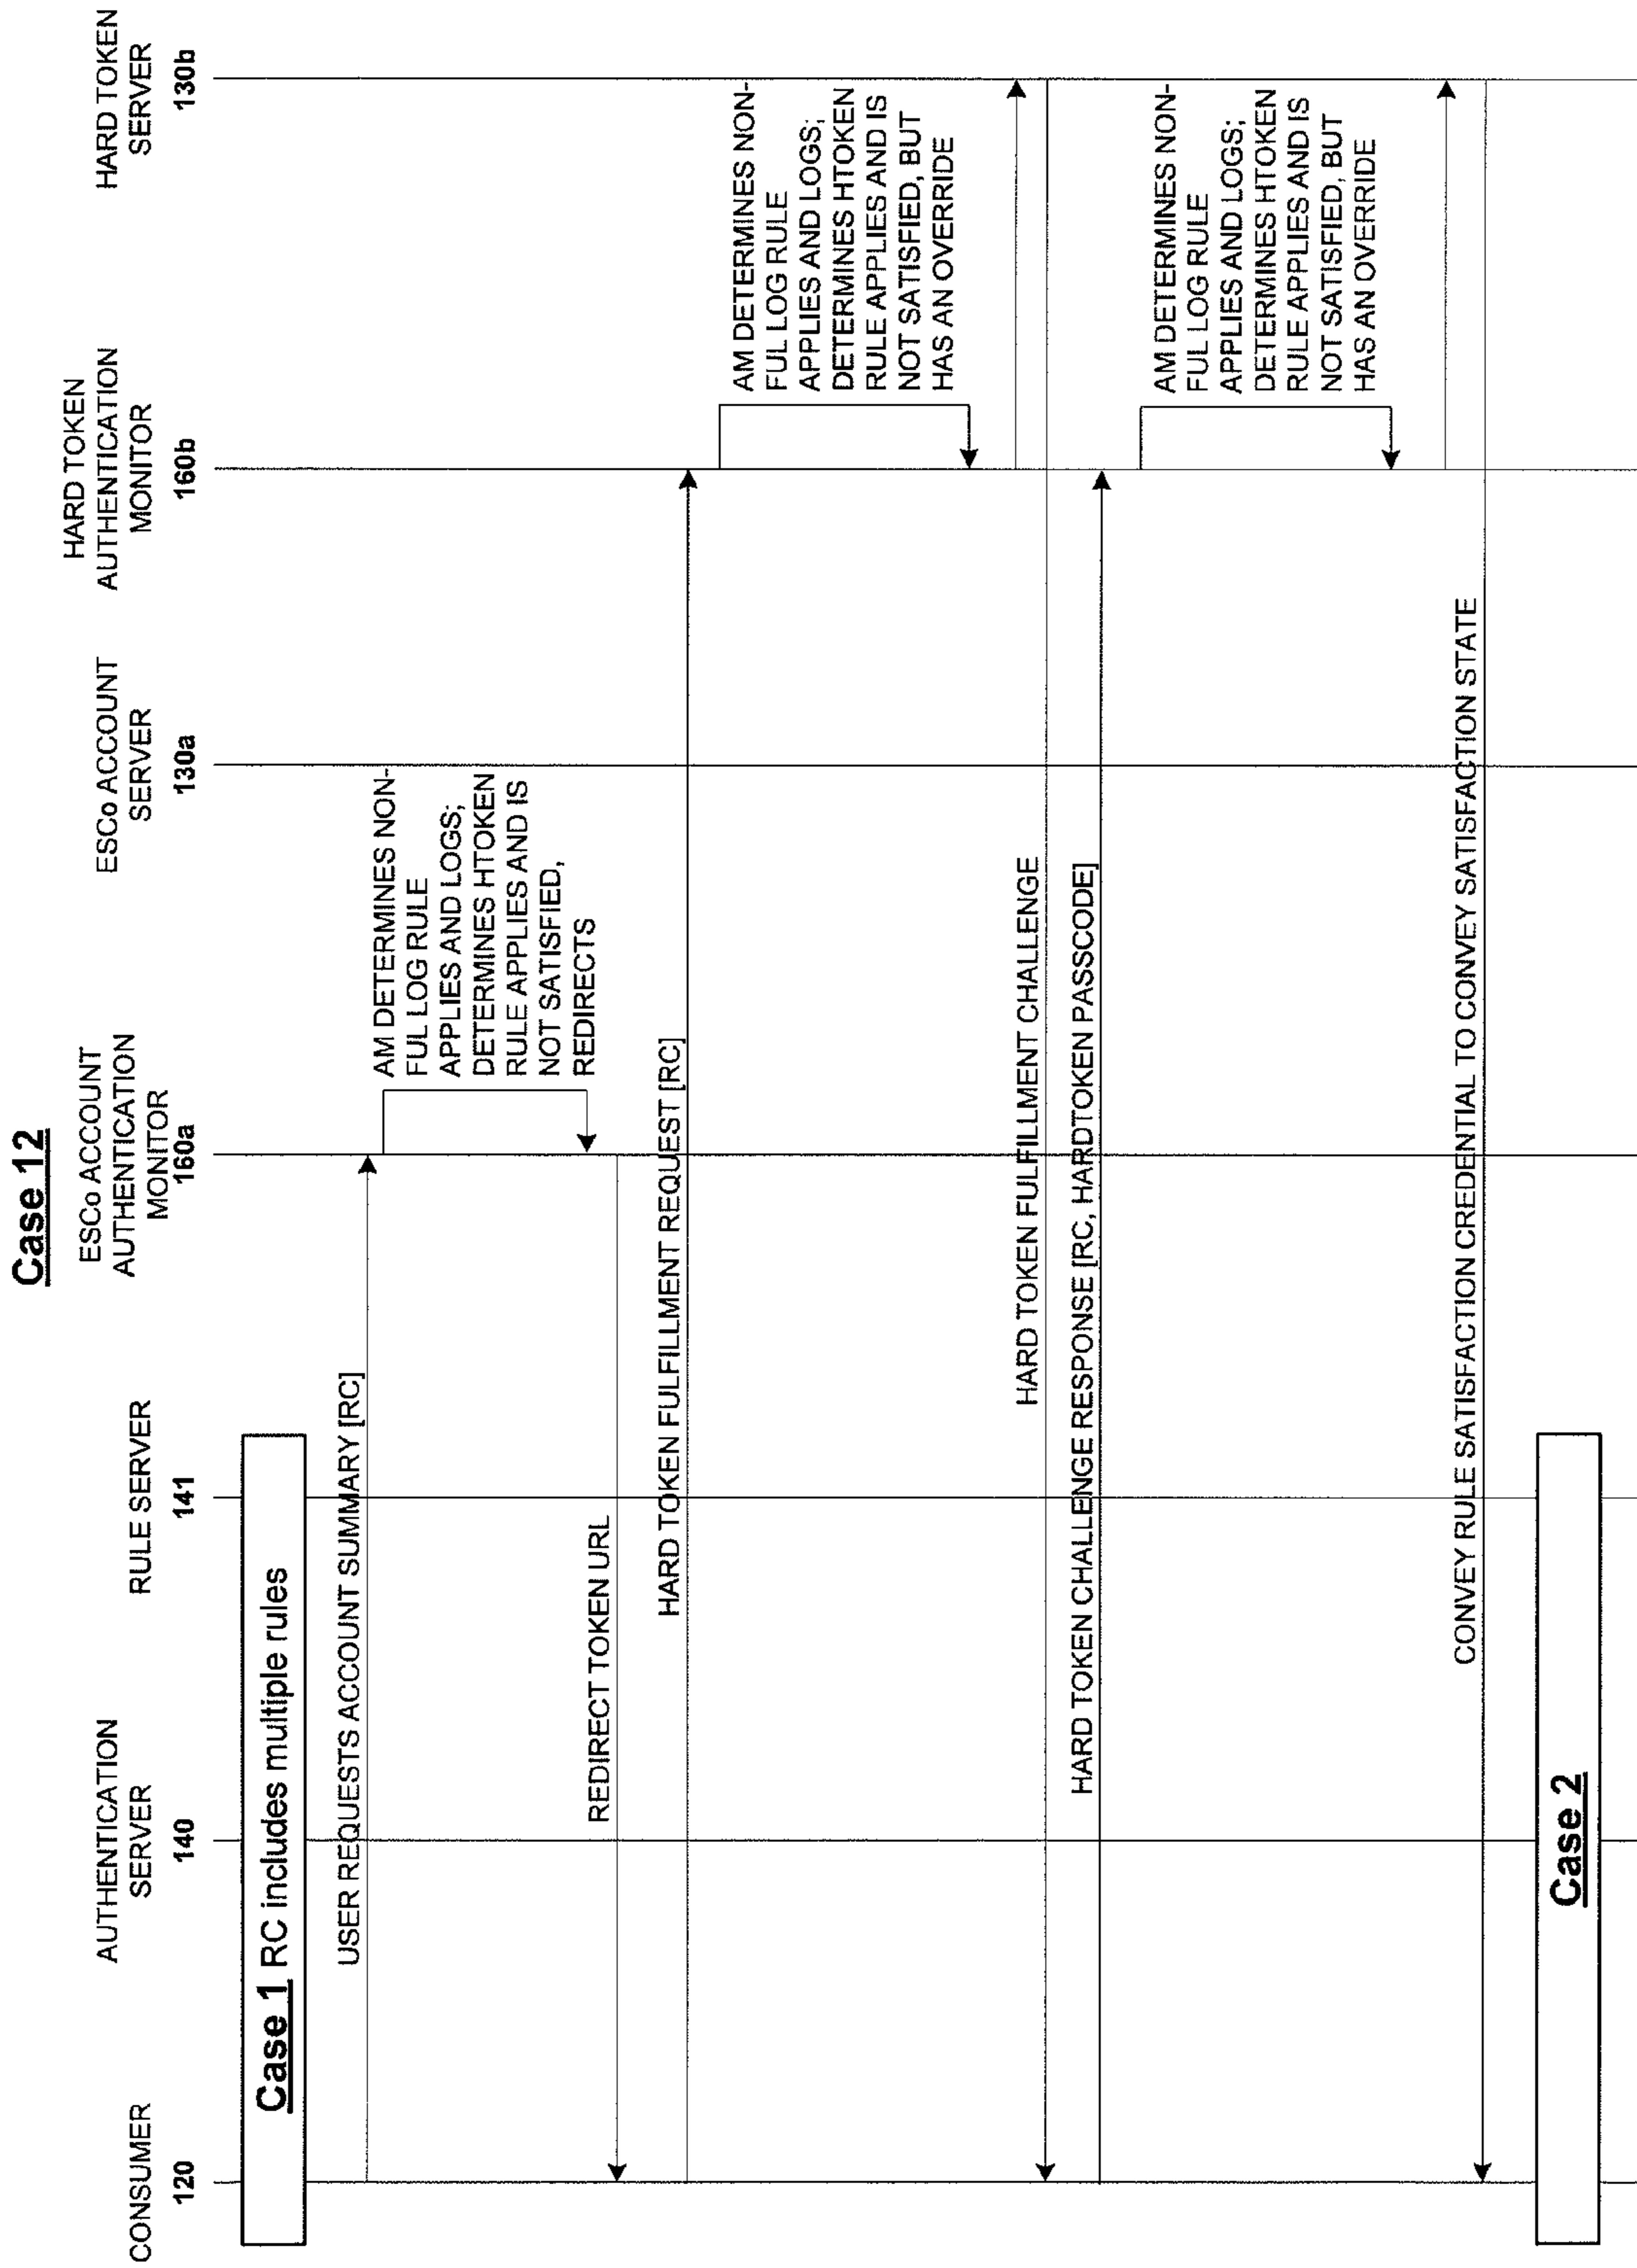 Case 12
CONSUMER
120
AUTHENTICATION
SERVER
140
RULE SERVER
141
ESCo ACCOUNT
AUTHENTICATION
MONITOR
160a
ESCo ACCOUNT
SERVER
130a
HARD TOKEN
AUTHENTICATION
MONITOR
160b
HARD TOKEN
SERVER
130b
Case 1 RC includes multiple rules
USER REQUESTS ACCOUNT SUMMARY [RC]
AM DETERMINES NON-
FUL LOG RULE
APPLIES AND LOGS;
DETERMINES HTOKEN
RULE APPLIES AND IS
NOT SATISFIED,
REDIRECTS
REDIRECT TOKEN URL
HARD TOKEN FULFILLMENT REQUEST [RC]
AM DETERMINES NON-
FUL LOG RULE
APPLIES AND LOGS;
DETERMINES HTOKEN
RULE APPLIES AND IS
NOT SATISFIED, BUT
HAS AN OVERRIDE
HARD TOKEN FULFILLMENT CHALLENGE
HARD TOKEN CHALLENGE RESPONSE [RC, HARDTOKEN PASSCODE]
AM DETERMINES NON-
FUL LOG RULE
APPLIES AND LOGS;
DETERMINES HTOKEN
RULE APPLIES AND IS
NOT SATISFIED, BUT
HAS AN OVERRIDE
CONVEY RULE SATISFACTION CREDENTIAL TO CONVEY SATISFACTION STATE
Case 2